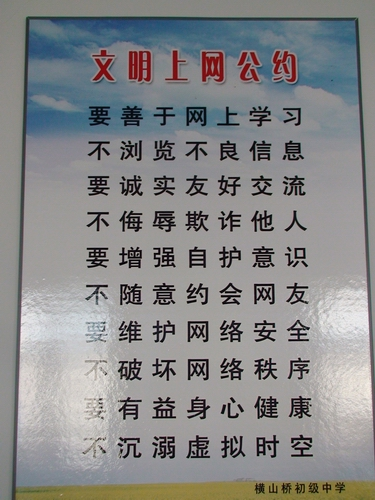 文明上网公约
要善于网上学习
不浏览不良信息
要诚实友好交流
不侮辱欺诈他人
要增强自护意识
不随意约会网友
要维护网络安全
不破坏网络秩序
要有益身心健康
不沉溺虚拟时空
横山桥初级中学